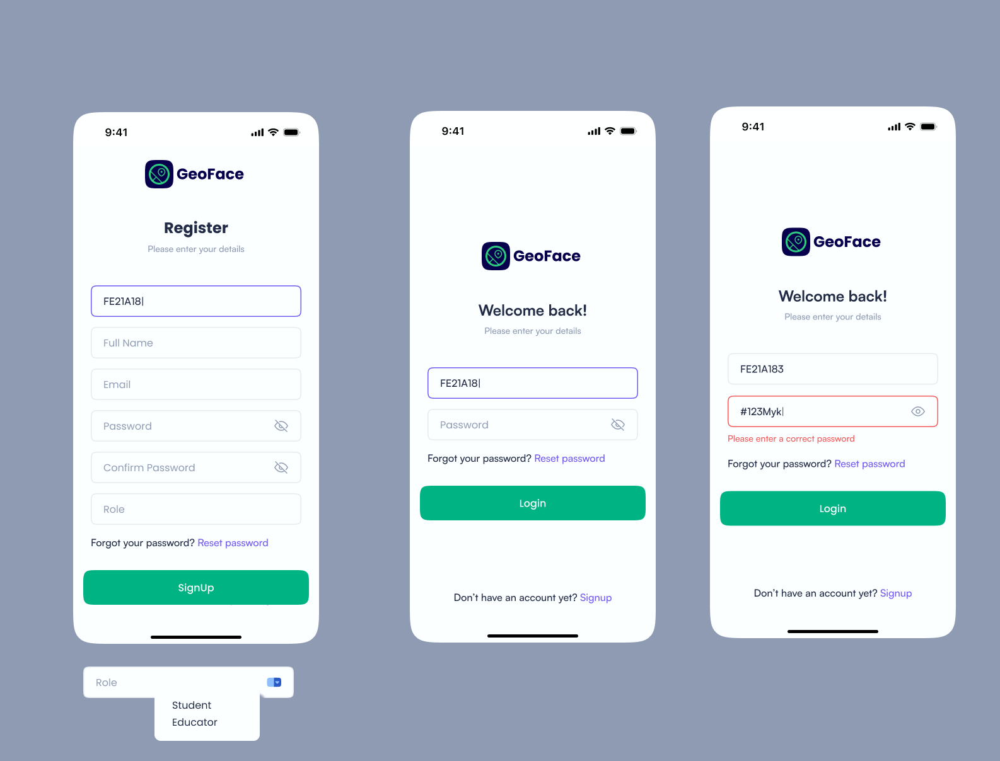 9:41
GeoFace
Register
Please enter your details
FE21A18
Full Name
Email
Password
Confirm Password
Role
Forgot your password? Reset password
SignUp
Role
Student
Educator
9:41
GeoFace
Welcome back!
Please enter your details
FE21A18
Password
Forgot your password? Reset password
Login
Don't have an account yet? Signup
9:41
GeoFace
Welcome back!
Please enter your details
FE21A183
#123Myk
Please enter a correct password
Forgot your password? Reset password
Login
Don't have an account yet? Signup